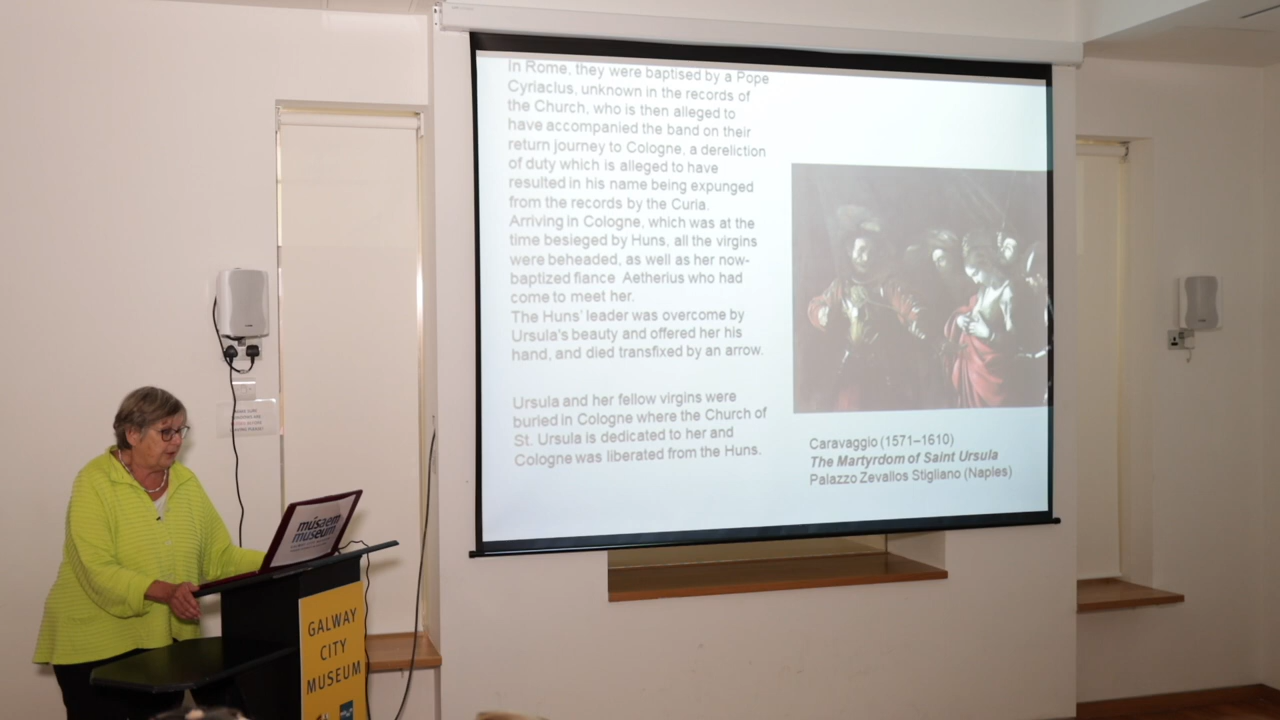 In Rome, they were baptised by a Pope
Cyriacius, unknown in the records of
the Church, who is then alleged to
have accompanied the band on their
return journey to Cologne, a dereliction
of duty which is alleged to have
resulted in his name being expunged
from the records by the Curia.
Arriving in Cologne, which was at the
time besieged by Huns, all the virgins
were beheaded, as well as her now-
baptized fiance Aetherius who had
come to meet her.
The Huns' leader was overcome by
Ursula's beauty and offered her his
hand, and died transfixed by an arrow.
Ursula and her fellow virgins were
buried in Cologne where the Church of
St. Ursula is dedicated to her and
Cologne was liberated from the Huns.
Caravaggio (1571–1610)
The Martyrdom of Saint Ursula
Palazzo Zevallos Stigliano (Naples)
músaem
museum
GALWAY
CITY
MUSEUM